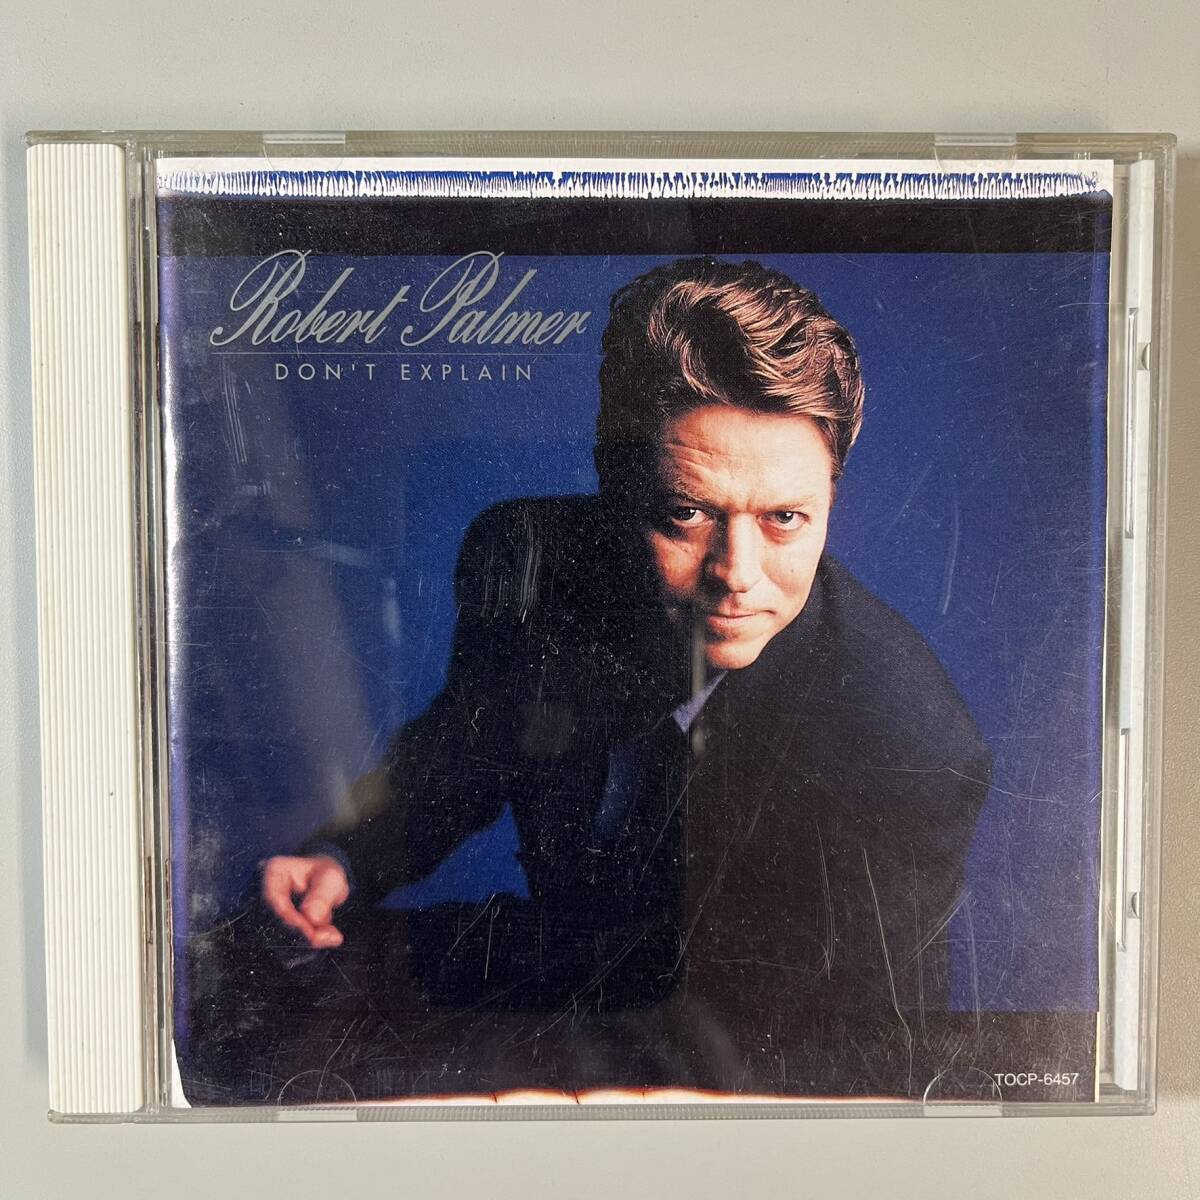 Robert Palmer
DON'T EXPLAIN
TOCP-6457